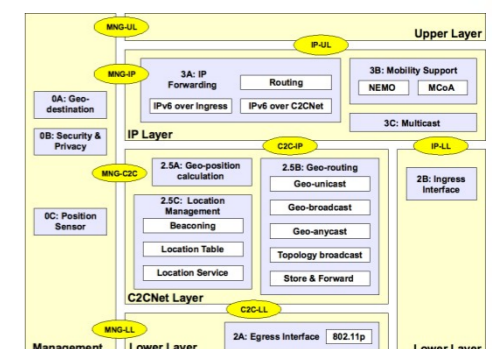 MNG-UL
Upper Layer
IP-UL
MNG-IP
3A: IP
Forwarding
Routing
IPv6 over Ingress
IPv6 over C2CNet
3B: Mobility Support
NEMO
MCoA
3C: Multicast
IP Layer
0A: Geo-
destination
0B: Security &
Privacy
C2C-IP
IP-LL
MNG-C2C
2.5A: Geo-position
calculation
2.5B: Geo-routing
Geo-unicast
Geo-broadcast
Geo-anycast
Topology broadcast
Store & Forward
2B: Ingress
Interface
2.5C: Location
Management
Beaconing
Location Table
Location Service
0C: Position
Sensor
C2CNet Layer
C2C-LL
MNG-LL
2A: Egress Interface
802.11p
Management
Lower Layer
Lower Layer